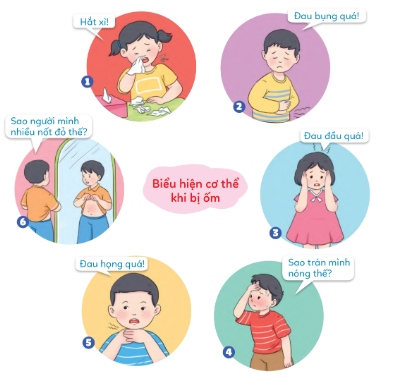 Hắt xì!
1
Đau bụng quá!
2
Đau đầu quá!
3
Sao trán mình
nóng thế?
4
Đau họng quá!
5
Sao người mình
nhiều nốt đỏ thế?
6
Biểu hiện cơ thể
khi bị ốm